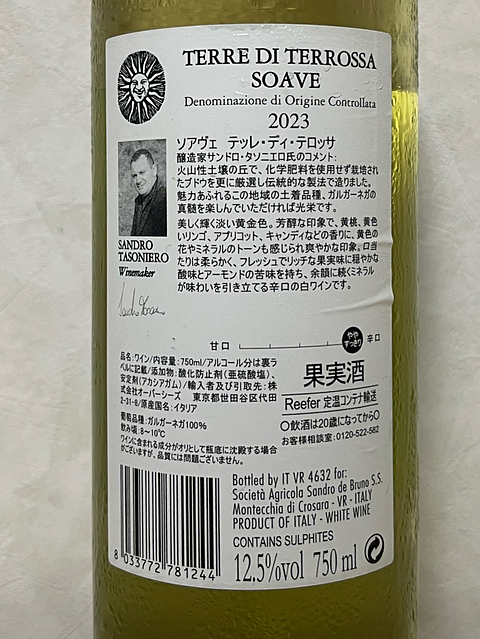 TERRE DI TERROSSA
SOAVE
Denominazione di Origine Controllata
2023
ソアヴェ テッレ・ディ・テロッサ
醸造家サンドロ・タソニエロ氏のコメント:
火山性土壌の丘で、化学肥料を使用せず栽培され
たブドウを更に厳選し伝統的な製法で造りました。
魅力あふれるこの地域の土着品種、ガルガーネガの
真髄を楽しんでいただければ光栄です。
美しく輝く淡い黄金色。芳醇な印象で、黄桃、黄色
いリンゴ、アプリコット、キャンディなどの香りに、黄色の
花やミネラルのトーンも感じられ爽やかな印象。口当
たりは柔らかく、フレッシュでリッチな果実味に穏やかな
酸味とアーモンドの苦味を持ち、余韻に続くミネラル
が味わいを引き立てる辛口の白ワインです。
SANDRO
TASONIERO
Winemaker
甘口 やや すっきり 辛口
品名:ワイン/内容量:750ml/アルコール分は裏ラ
ベルに記載/添加物:酸化防止剤(亜硫酸塩)、
安定剤(アカシアガム)/輸入者及び引取先:株
式会社オーバーシーズ 東京都世田谷区代田
2-31-8/原産国名:イタリア
葡萄品種:ガルガーネガ100%
飲み頃:8~10℃
ワインに含まれる成分がオリとして瓶底に沈殿する場合
がございますが、品質には問題ございません。
果実酒
Reefer 定温コンテナ輸送
〇飲酒は20歳になってから〇
お客様相談室:0120-522-582
Bottled by IT VR 4632 for:
Società Agricola Sandro de Bruno S.S.
Montecchia di Crosara - VR - ITALY
PRODUCT OF ITALY - WHITE WINE
CONTAINS SULPHITES
12,5%vol 750 ml
8 033772 781244